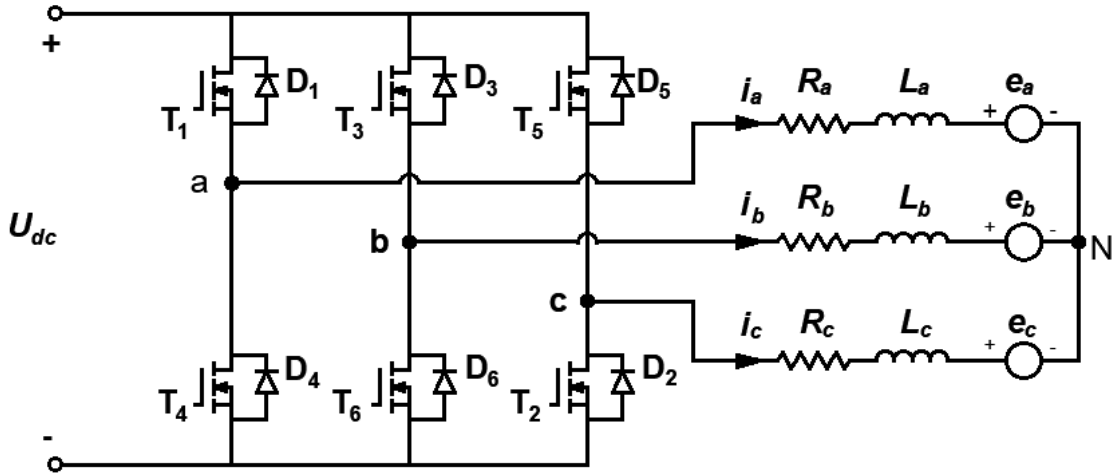 +
D1 D3 D5
T1 T3 T5
ia Ra La + ea -
a
Udc
b
ib Rb Lb + eb -
N
c
ic Rc Lc + ec -
D4 D6 D2
T4 T6 T2
-